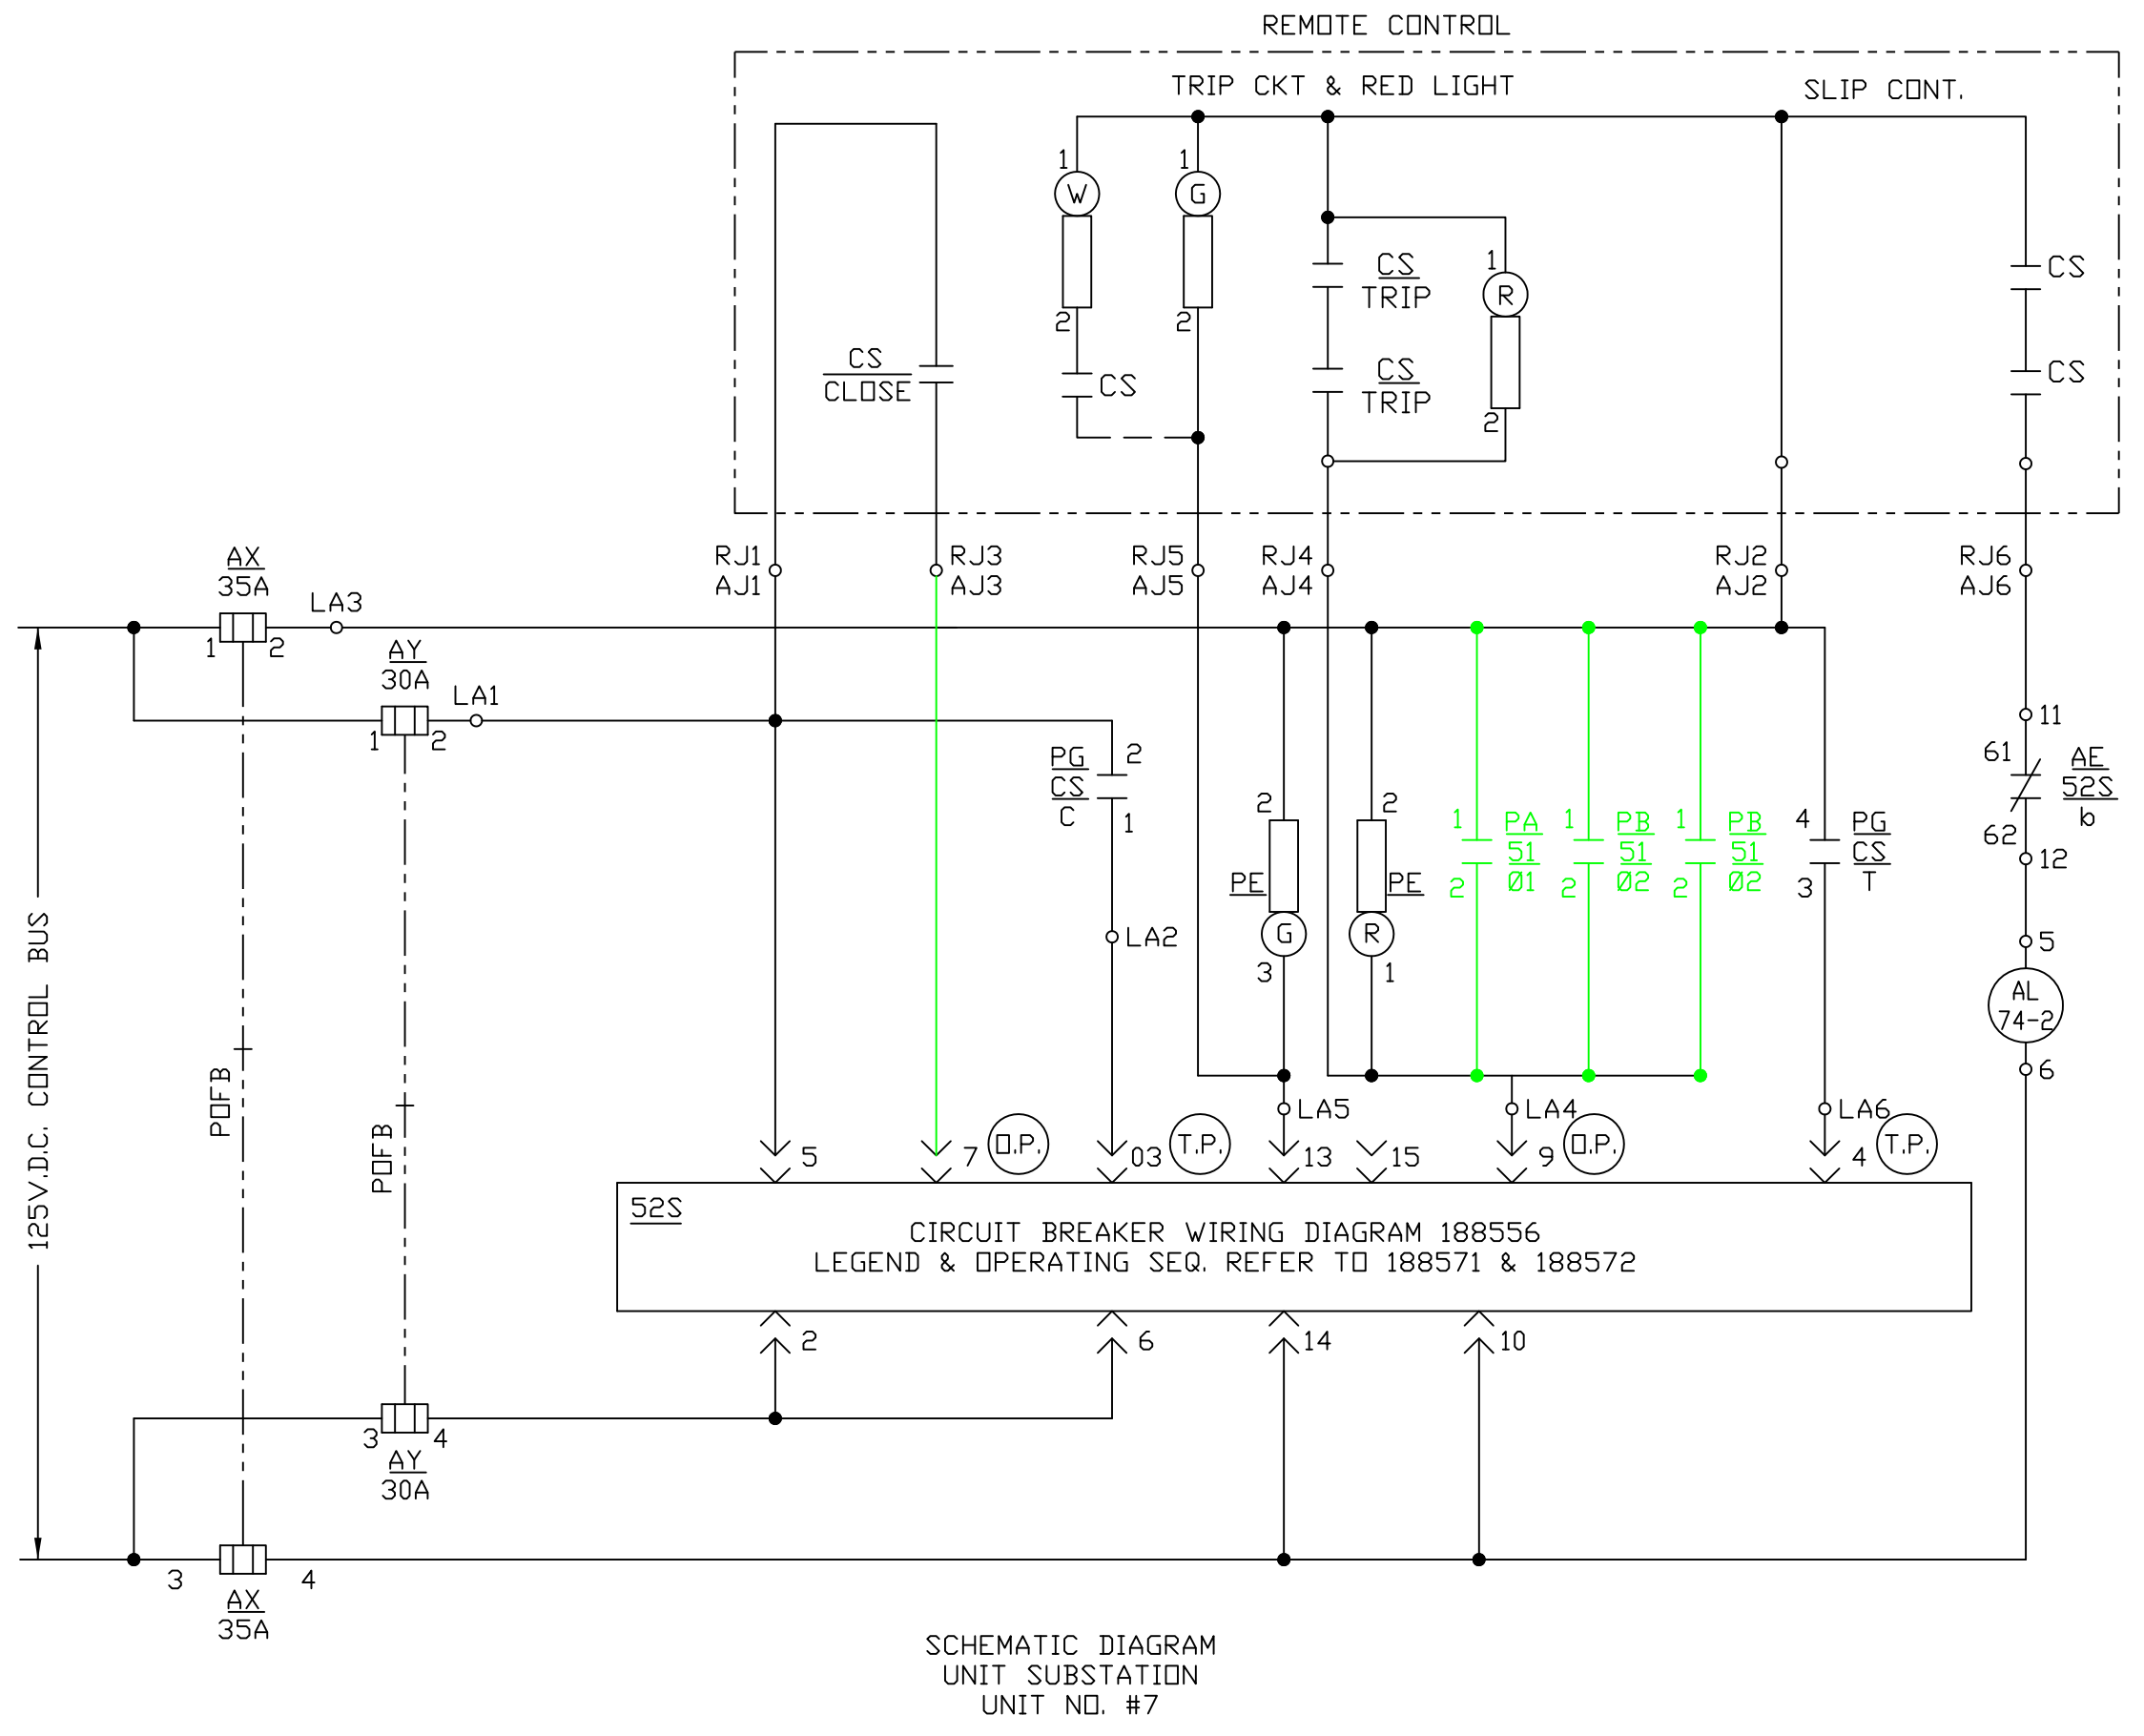 REMOTE CONTROL
TRIP CKT & RED LIGHT
SLIP CONT.
1
W
2
CS
1
G
2
CS
TRIP
CS
TRIP
1
R
2
CS
CS
CS
CLOSE
RJ1
AJ1
RJ3
AJ3
RJ5
AJ5
RJ4
AJ4
RJ2
AJ2
RJ6
AJ6
AX
35A
1
2
LA3
AY
30A
1
2
LA1
PG
CS
C
2
1
LA2
2
PE
G
3
2
PE
R
1
1
PA
51
Ø1
2
1
PB
51
Ø2
2
1
PB
51
Ø2
2
4
PG
CS
T
3
11
61
AE
52S
b
62
12
5
AL
74-2
6
125V.D.C. CONTROL BUS
POFB
POFB
LA5
LA4
LA6
5
7
O.P.
03
T.P.
13
15
9
O.P.
4
T.P.
52S
CIRCUIT BREAKER WIRING DIAGRAM 188556
LEGEND & OPERATING SEQ. REFER TO 188571 & 188572
2
6
14
10
3
4
AY
30A
3
4
AX
35A
SCHEMATIC DIAGRAM
UNIT SUBSTATION
UNIT NO. #7